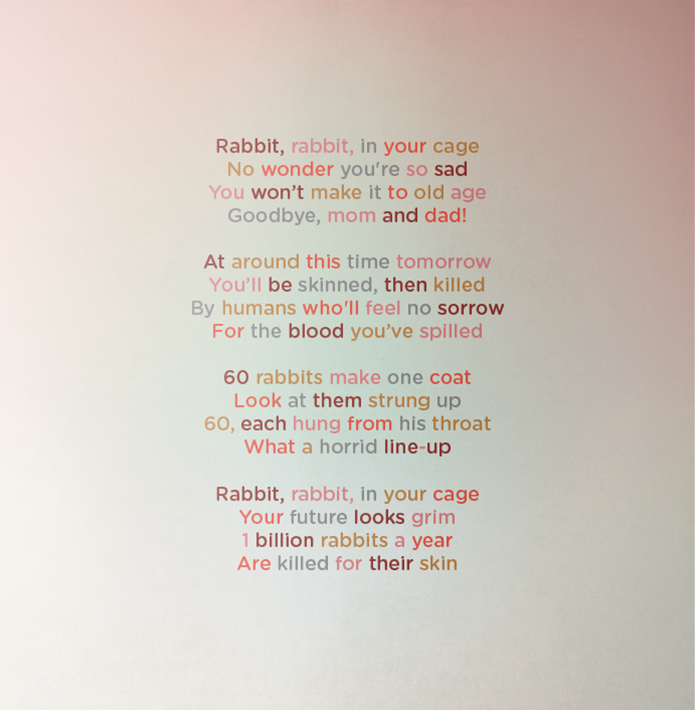 Rabbit, rabbit, in your cage
No wonder you're so sad
You won’t make it to old age
Goodbye, mom and dad!
At around this time tomorrow
You’ll be skinned, then killed
By humans who'll feel no sorrow
For the blood you’ve spilled
60 rabbits make one coat
Look at them strung up
60, each hung from his throat
What a horrid line-up
Rabbit, rabbit, in your cage
Your future looks grim
1 billion rabbits a year
Are killed for their skin